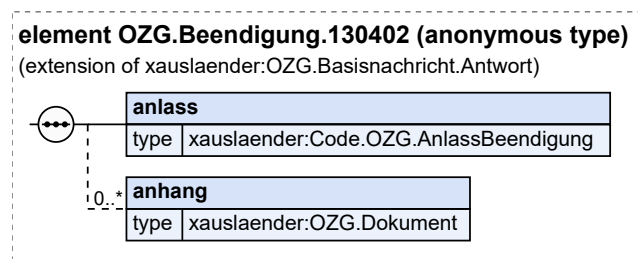 element OZG.Beendigung.130402 (anonymous type)
(extension of xauslaender:OZG.Basisnachricht.Antwort)
anlass
type xauslaender:Code.OZG.AnlassBeendigung
0..* anhang
type xauslaender:OZG.Dokument